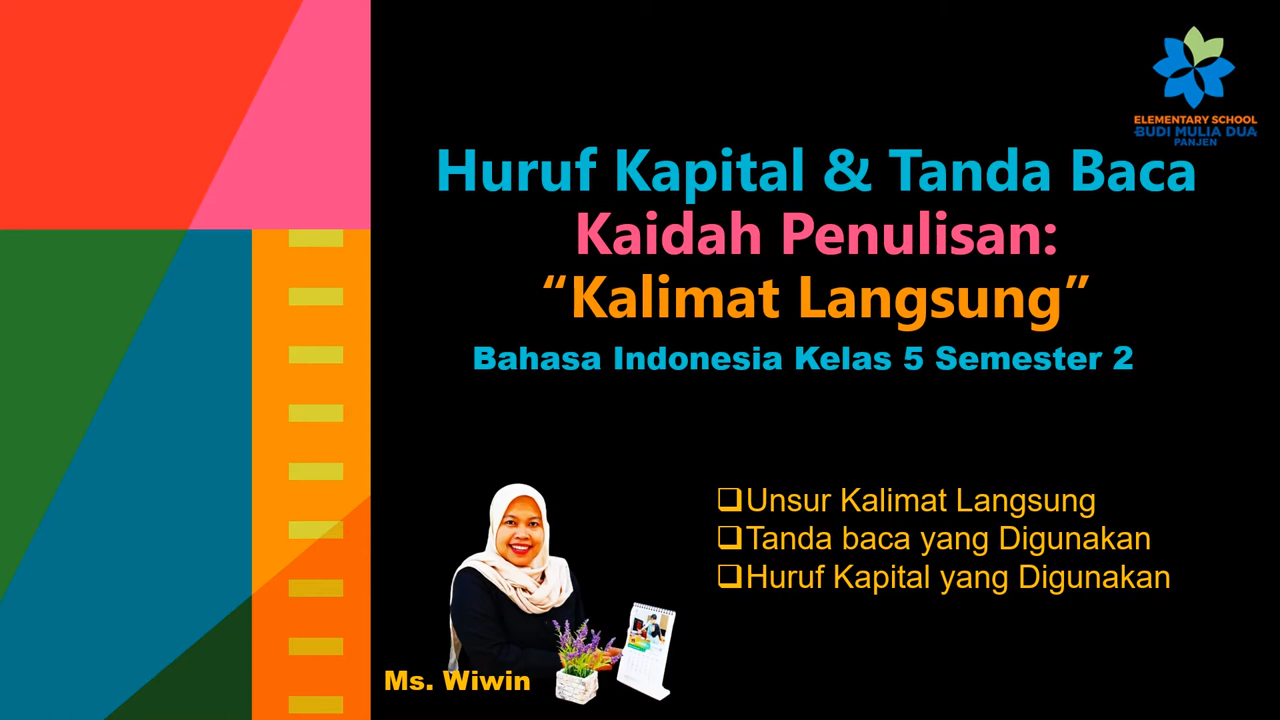 ELEMENTARY SCHOOL
BUDI MULIA DUA
PANJEN
Huruf Kapital & Tanda Baca
Kaidah Penulisan:
“Kalimat Langsung”
Bahasa Indonesia Kelas 5 Semester 2
❑Unsur Kalimat Langsung
❑Tanda baca yang Digunakan
❑Huruf Kapital yang Digunakan
Ms. Wiwin